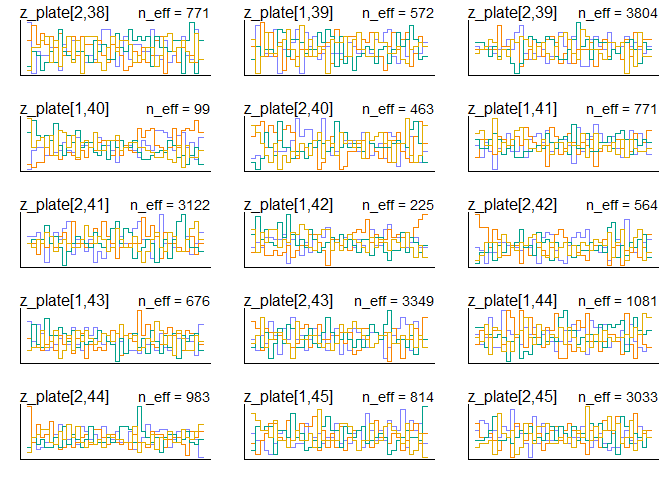 z_plate[2,38] n_eff = 771 z_plate[1,39] n_eff = 572 z_plate[2,39] n_eff = 3804
z_plate[1,40] n_eff = 99 z_plate[2,40] n_eff = 463 z_plate[1,41] n_eff = 771
z_plate[2,41] n_eff = 3122 z_plate[1,42] n_eff = 225 z_plate[2,42] n_eff = 564
z_plate[1,43] n_eff = 676 z_plate[2,43] n_eff = 3349 z_plate[1,44] n_eff = 1081
z_plate[2,44] n_eff = 983 z_plate[1,45] n_eff = 814 z_plate[2,45] n_eff = 3033